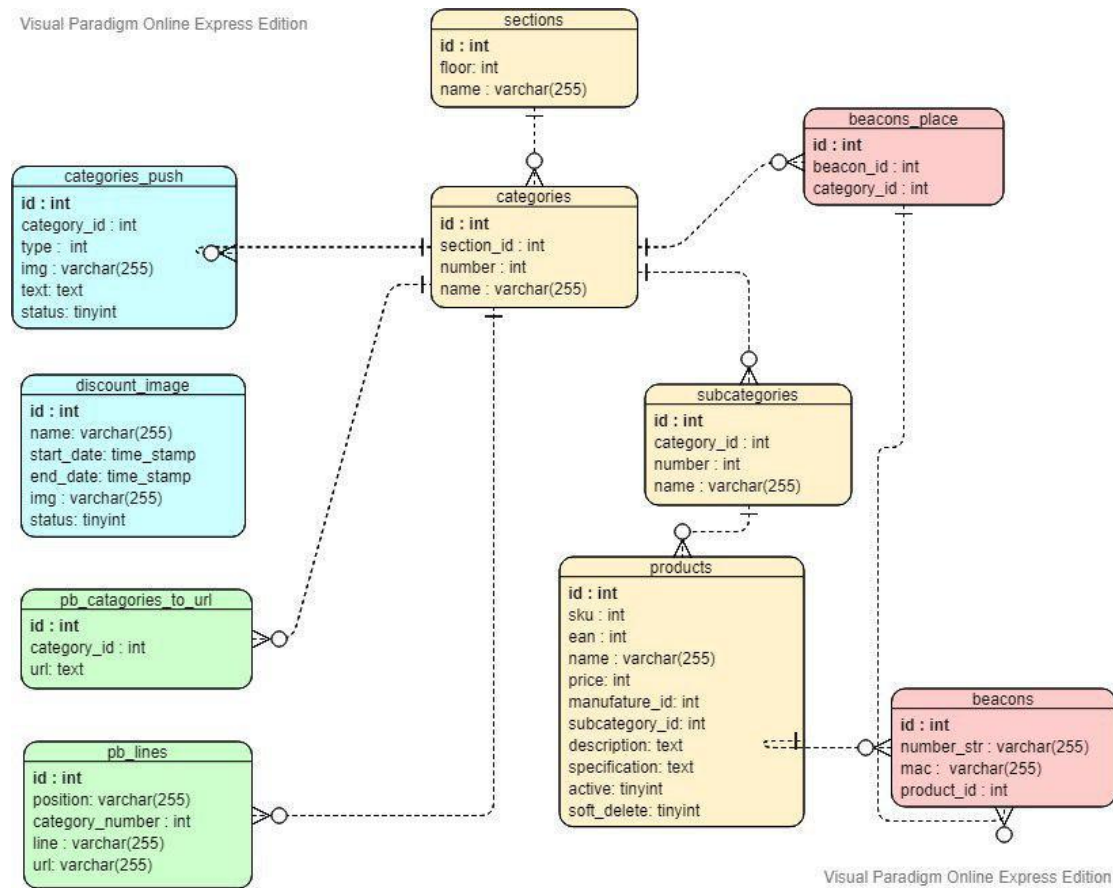 Visual Paradigm Online Express Edition
sections
id : int
floor: int
name : varchar(255)
beacons_place
id : int
beacon_id : int
category_id : int
categories_push
id : int
category_id : int
type : int
img : varchar(255)
text: text
status: tinyint
categories
id : int
section_id : int
number : int
name : varchar(255)
discount_image
id : int
name: varchar(255)
start_date: time_stamp
end_date: time_stamp
img : varchar(255)
status: tinyint
subcategories
id : int
category_id : int
number : int
name : varchar(255)
pb_catagories_to_url
id : int
category_id : int
url: text
products
id : int
sku : int
ean : int
name : varchar(255)
price: int
manufature_id: int
subcategory_id: int
description: text
specification: text
active: tinyint
soft_delete: tinyint
beacons
id : int
number_str : varchar(255)
mac : varchar(255)
product_id : int
pb_lines
id : int
position: varchar(255)
category_number : int
line : varchar(255)
url: varchar(255)
Visual Paradigm Online Express Edition